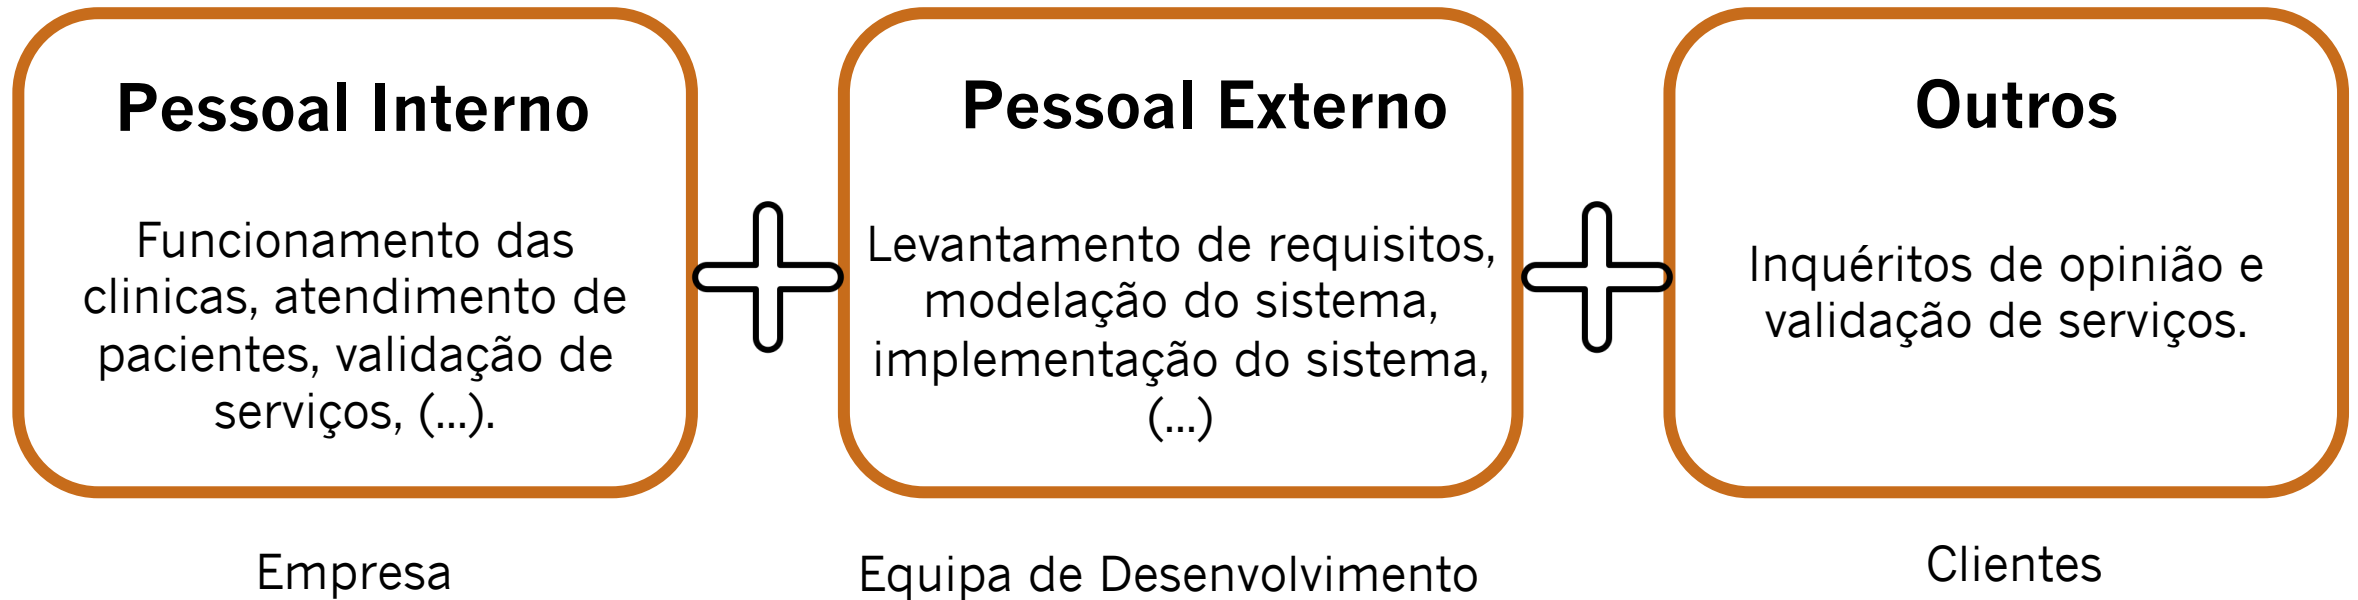 Pessoal Interno
Funcionamento das
clinicas, atendimento de
pacientes, validação de
serviços, (...).
Empresa
Pessoal Externo
Levantamento de requisitos,
modelação do sistema,
implementação do sistema,
(...)
Equipa de Desenvolvimento
Outros
Inquéritos de opinião e
validação de serviços.
Clientes